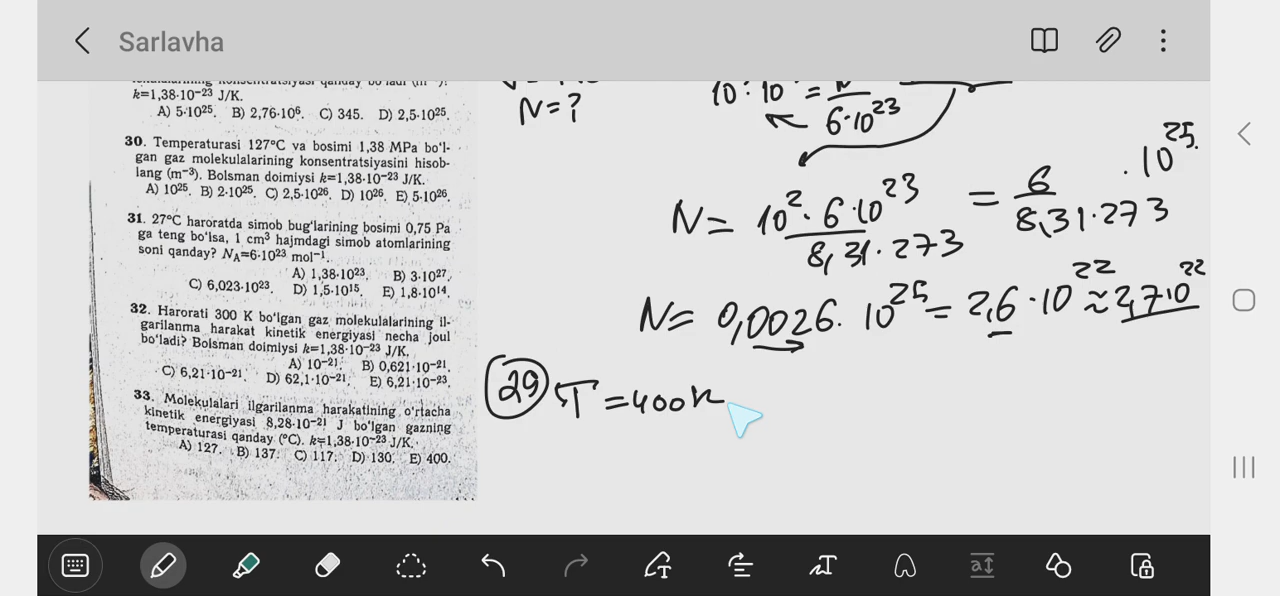 Sarlavha
k=1,38·10⁻²³ J/K.
A) 5·10²⁵. B) 2,76·10⁶. C) 345. D) 2,5·10²⁵.
30. Temperaturasi 127°C va bosimi 1,38 MPa bo'l-
gan gaz molekulalarining konsentratsiyasini hisob-
lang (m⁻³). Bolsman doimiysi k=1,38·10⁻²³ J/K.
A) 10²⁵. B) 2·10²⁵. C) 2,5·10²⁶. D) 10²⁶. E) 5·10²⁶.
31. 27°C haroratda simob bug'larining bosimi 0,75 Pa
ga teng bo'lsa, 1 cm³ hajmdagi simob atomlarining
soni qanday? N_A=6·10²³ mol⁻¹.
A) 1,38·10²³. B) 3·10²⁷.
C) 6,023·10²³. D) 1,5·10¹⁵. E) 1,8·10¹⁴.
32. Harorati 300 K bo'lgan gaz molekulalarining il-
garilanma harakat kinetik energiyasi necha joul
bo'ladi? Bolsman doimiysi k=1,38·10⁻²³ J/K.
A) 10⁻²¹. B) 0,621·10⁻²¹.
C) 6,21·10⁻²¹. D) 62,1·10⁻²¹. E) 6,21·10⁻²³.
33. Molekulalari ilgarilanma harakatining o'rtacha
kinetik energiyasi 8,28·10⁻²¹ J bo'lgan gazning
temperaturasi qanday (°C). k=1,38·10⁻²³ J/K.
A) 127. B) 137. C) 117. D) 130. E) 400.
N=?
6·10²³
N= 10²·6·10²³ / 8,31·273 = 6 / 8,31·273 ·10²⁵.
N= 0,0026·10²⁵= 2,6·10²² ≈ 2,7·10²²
29 T=400K